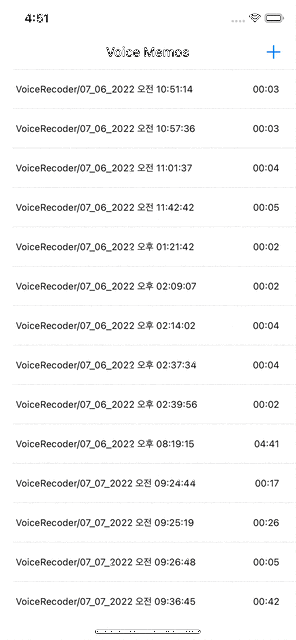 4:51
Voice Memos
+
VoiceRecoder/07_06_2022 오전 10:51:14 00:03
VoiceRecoder/07_06_2022 오전 10:57:36 00:03
VoiceRecoder/07_06_2022 오전 11:01:37 00:04
VoiceRecoder/07_06_2022 오전 11:42:42 00:05
VoiceRecoder/07_06_2022 오후 01:21:42 00:02
VoiceRecoder/07_06_2022 오후 02:09:07 00:02
VoiceRecoder/07_06_2022 오후 02:14:02 00:04
VoiceRecoder/07_06_2022 오후 02:37:34 00:04
VoiceRecoder/07_06_2022 오후 02:39:56 00:02
VoiceRecoder/07_06_2022 오후 08:19:15 04:41
VoiceRecoder/07_07_2022 오전 09:24:44 00:17
VoiceRecoder/07_07_2022 오전 09:25:19 00:26
VoiceRecoder/07_07_2022 오전 09:26:48 00:05
VoiceRecoder/07_07_2022 오전 09:36:45 00:42